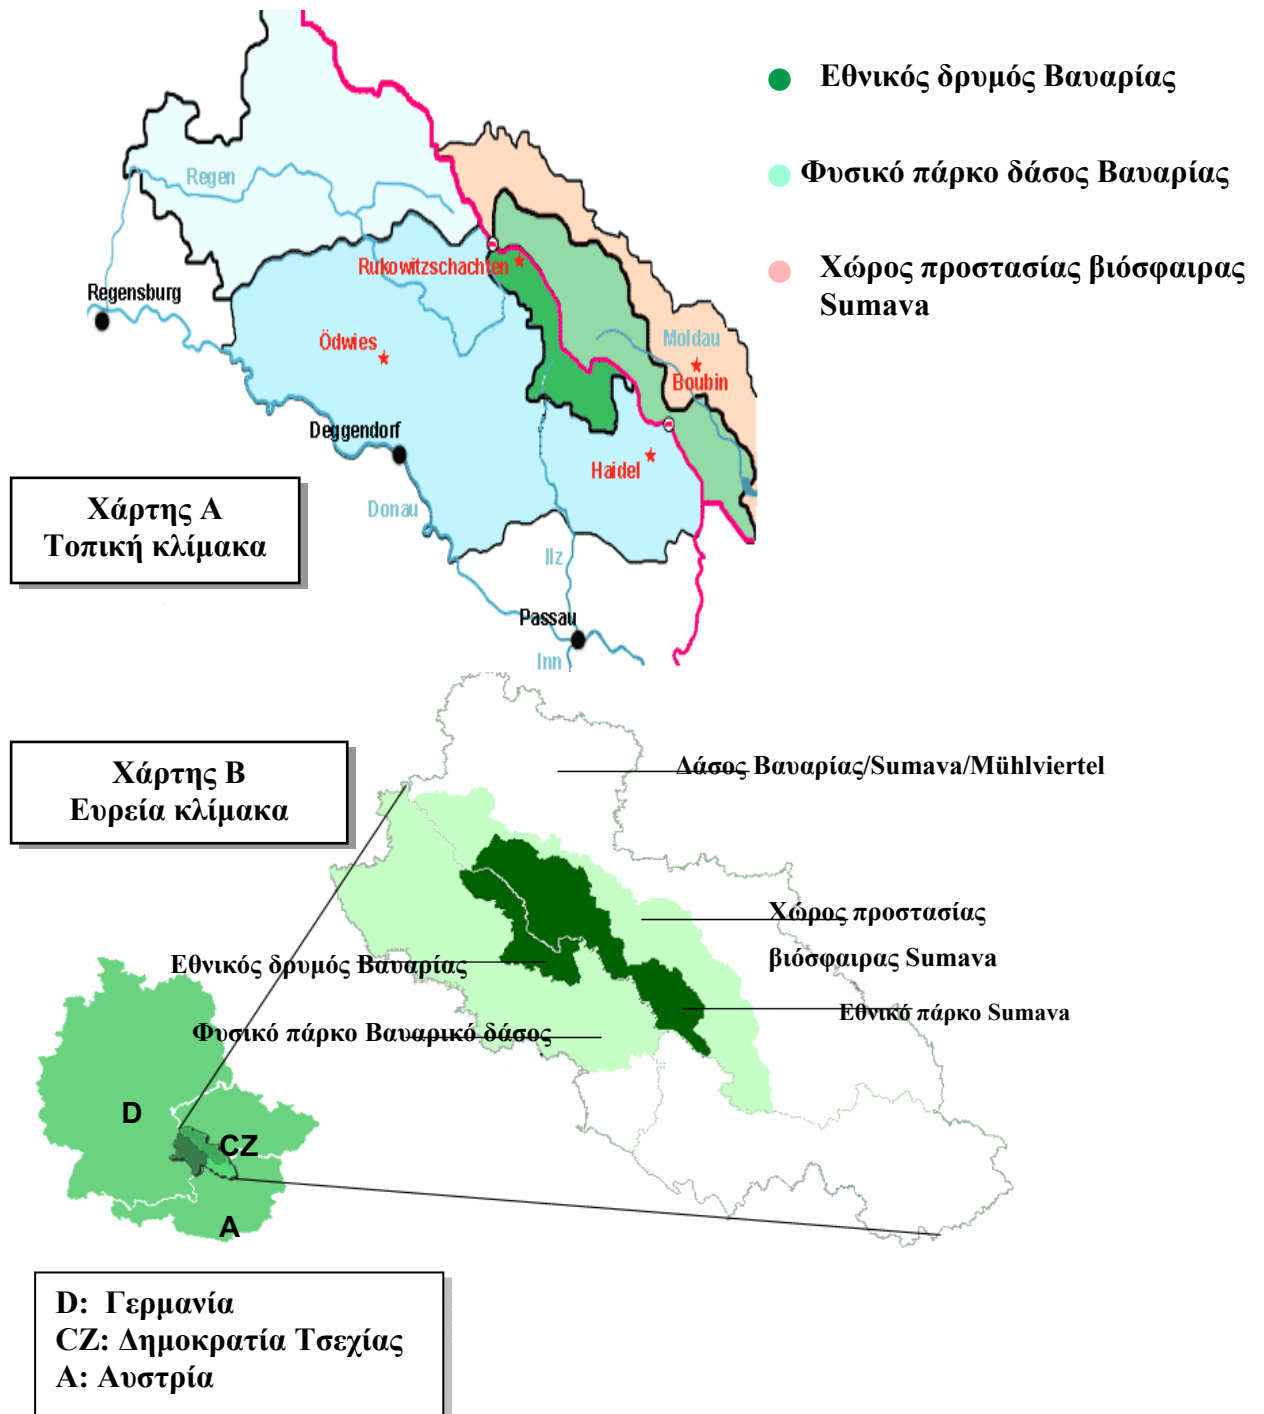 Εθνικός δρυμός Βαυαρίας
Φυσικό πάρκο δάσος Βαυαρίας
Χώρος προστασίας βιόσφαιρας
Sumava
Regen
Rukowitzschachten
Regensburg
Ödwies
Moldau
Boubin
Deggendorf
Haidel
Donau
Ilz
Passau
Inn
Χάρτης Α
Τοπική κλίμακα
Χάρτης Β
Ευρεία κλίμακα
Δάσος Βαυαρίας/Sumava/Mühlviertel
Χώρος προστασίας
βιόσφαιρας Sumava
Εθνικός δρυμός Βαυαρίας
Εθνικό πάρκο Sumava
Φυσικό πάρκο Βαυαρικό δάσος
D
CZ
A
D: Γερμανία
CZ: Δημοκρατία Τσεχίας
A: Αυστρία